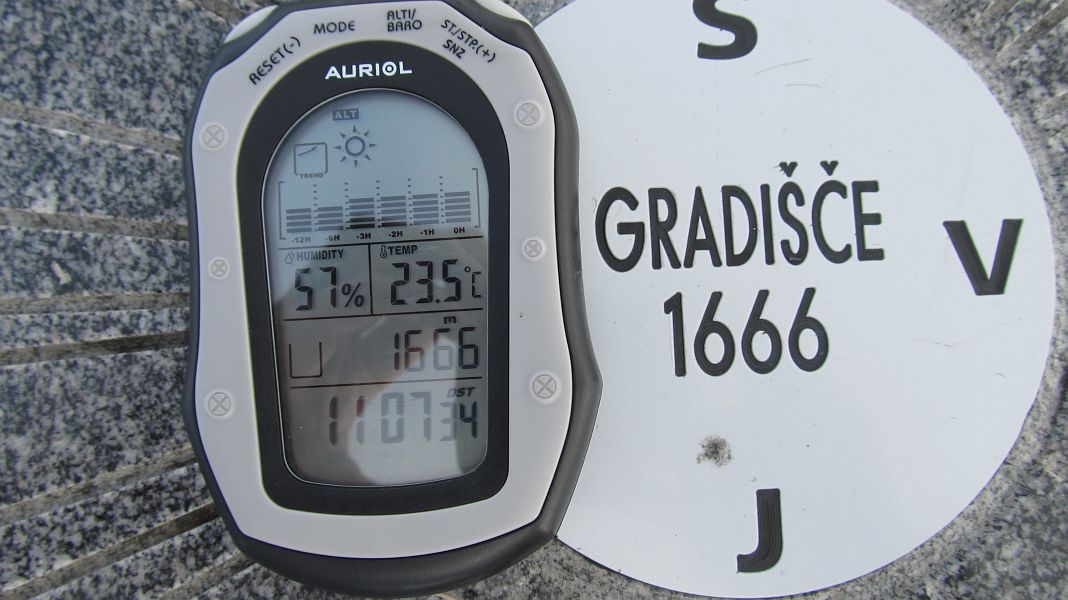 RESET(-)
MODE
ALTI/
BARO
ST./STP.(+)
SNZ
AURIOL
ALT
TREND
-12H -6H -3H -2H -1H 0H
HUMIDITY
57%
TEMP
23.5°C
m
1666
DST
11 07 34
S
GRADIŠČE
1666
V
J